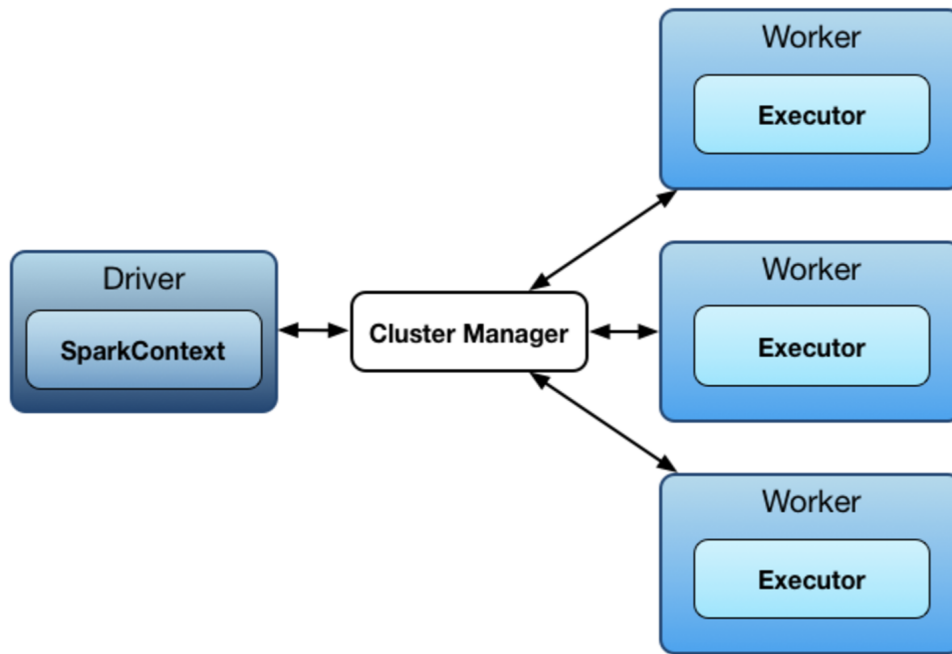 Driver
SparkContext
Cluster Manager
Worker
Executor
Worker
Executor
Worker
Executor